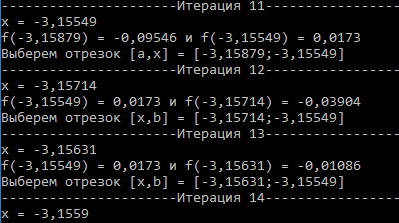 -----------------------Итерация 11-----------------------
x = -3,15549
f(-3,15879) = -0,09546 и f(-3,15549) = 0,0173
Выберем отрезок [a,x] = [-3,15879;-3,15549]
-----------------------Итерация 12-----------------------
x = -3,15714
f(-3,15549) = 0,0173 и f(-3,15714) = -0,03904
Выберем отрезок [x,b] = [-3,15714;-3,15549]
-----------------------Итерация 13-----------------------
x = -3,15631
f(-3,15549) = 0,0173 и f(-3,15631) = -0,01086
Выберем отрезок [x,b] = [-3,15631;-3,15549]
-----------------------Итерация 14-----------------------
x = -3,1559